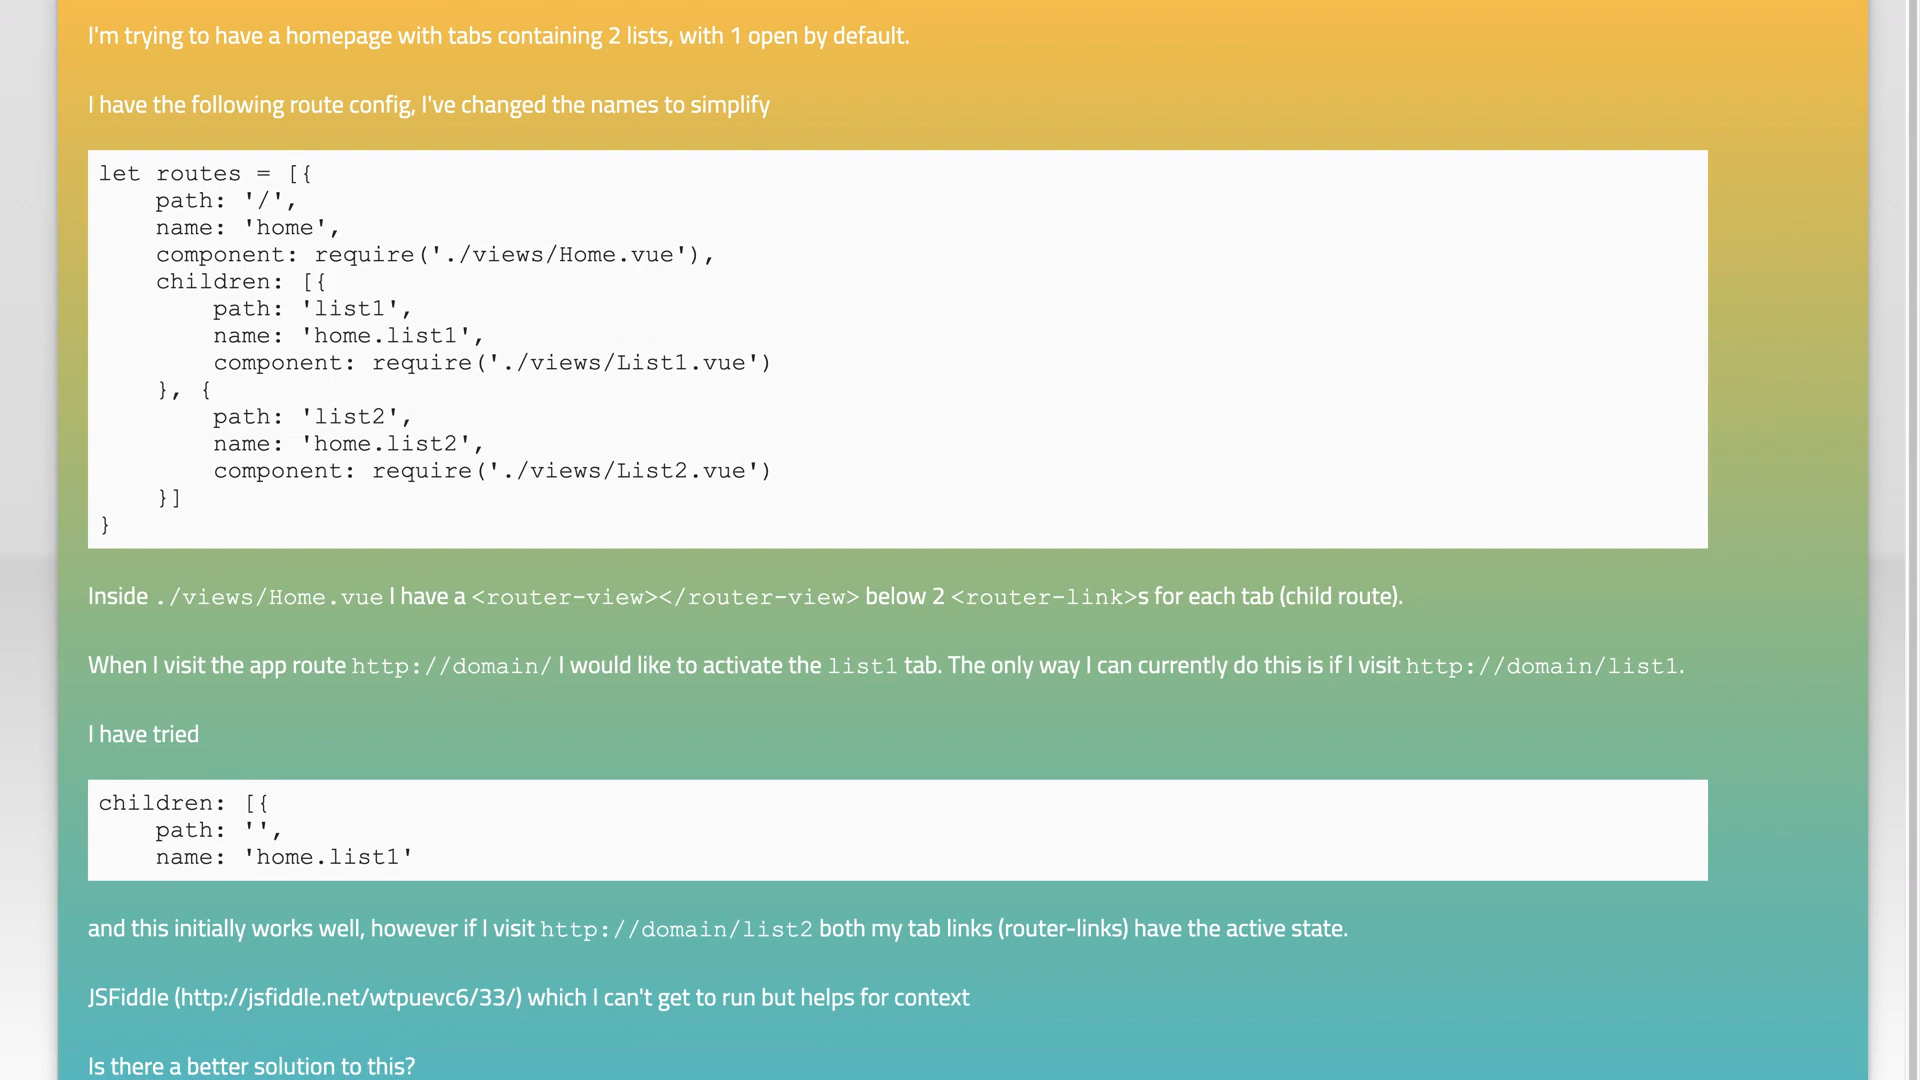 I'm trying to have a homepage with tabs containing 2 lists, with 1 open by default.
I have the following route config, I've changed the names to simplify
let routes = [{
    path: '/',
    name: 'home',
    component: require('./views/Home.vue'),
    children: [{
        path: 'list1',
        name: 'home.list1',
        component: require('./views/List1.vue')
    }, {
        path: 'list2',
        name: 'home.list2',
        component: require('./views/List2.vue')
    }]
}
Inside ./views/Home.vue I have a <router-view></router-view> below 2 <router-link>s for each tab (child route).
When I visit the app route http://domain/ I would like to activate the list1 tab. The only way I can currently do this is if I visit http://domain/list1.
I have tried
children: [{
    path: '',
    name: 'home.list1'
and this initially works well, however if I visit http://domain/list2 both my tab links (router-links) have the active state.
JSFiddle (http://jsfiddle.net/wtpuevc6/33/) which I can't get to run but helps for context
Is there a better solution to this?